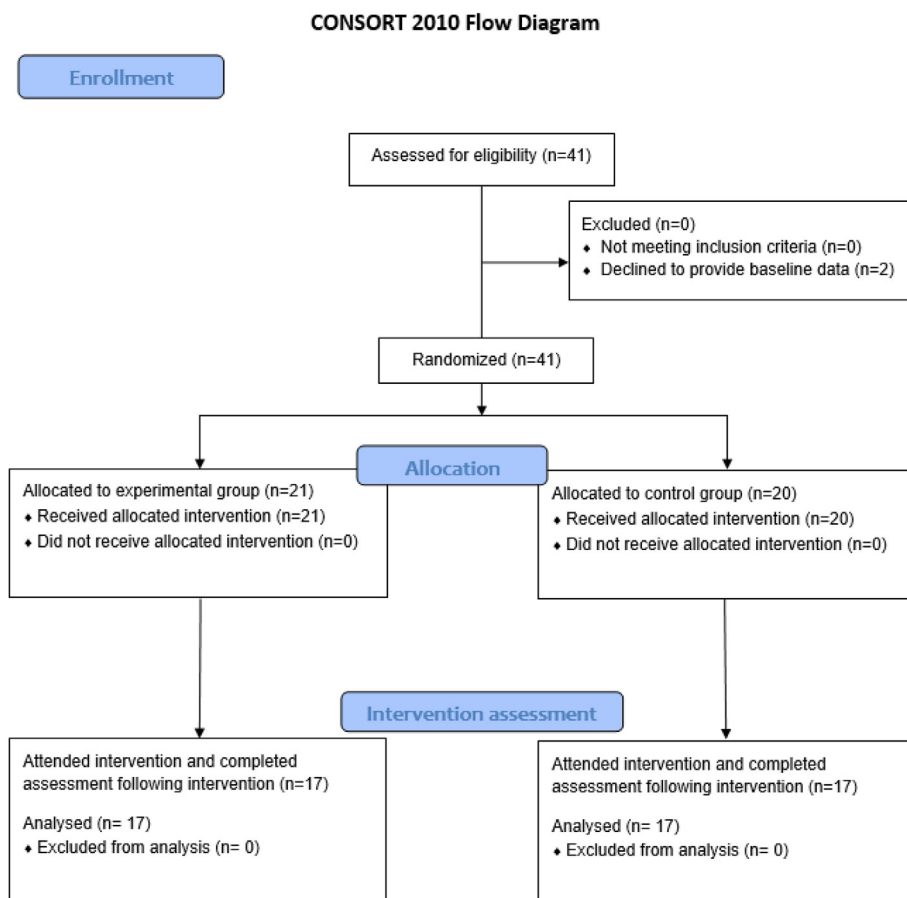 CONSORT 2010 Flow Diagram
Enrollment
Assessed for eligibility (n=41)
Excluded (n=0)
⬧ Not meeting inclusion criteria (n=0)
⬧ Declined to provide baseline data (n=2)
Randomized (n=41)
Allocation
Allocated to experimental group (n=21)
⬧ Received allocated intervention (n=21)
⬧ Did not receive allocated intervention (n=0)
Allocated to control group (n=20)
⬧ Received allocated intervention (n=20)
⬧ Did not receive allocated intervention (n=0)
Intervention assessment
Attended intervention and completed
assessment following intervention (n=17)
Analysed (n= 17)
⬧ Excluded from analysis (n= 0)
Attended intervention and completed
assessment following intervention (n=17)
Analysed (n= 17)
⬧ Excluded from analysis (n= 0)